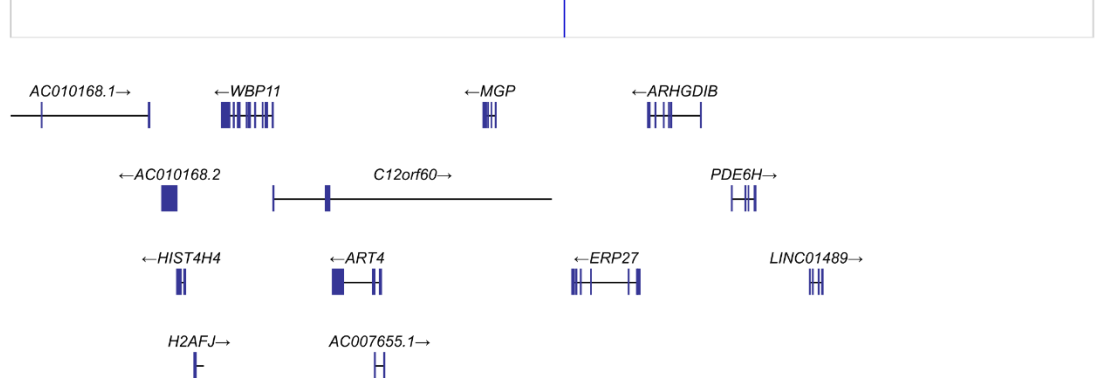 AC010168.1→ ←WBP11 ←MGP ←ARHGDIB
←AC010168.2 C12orf60→ PDE6H→
←HIST4H4 ←ART4 ←ERP27 LINC01489→
H2AFJ→ AC007655.1→